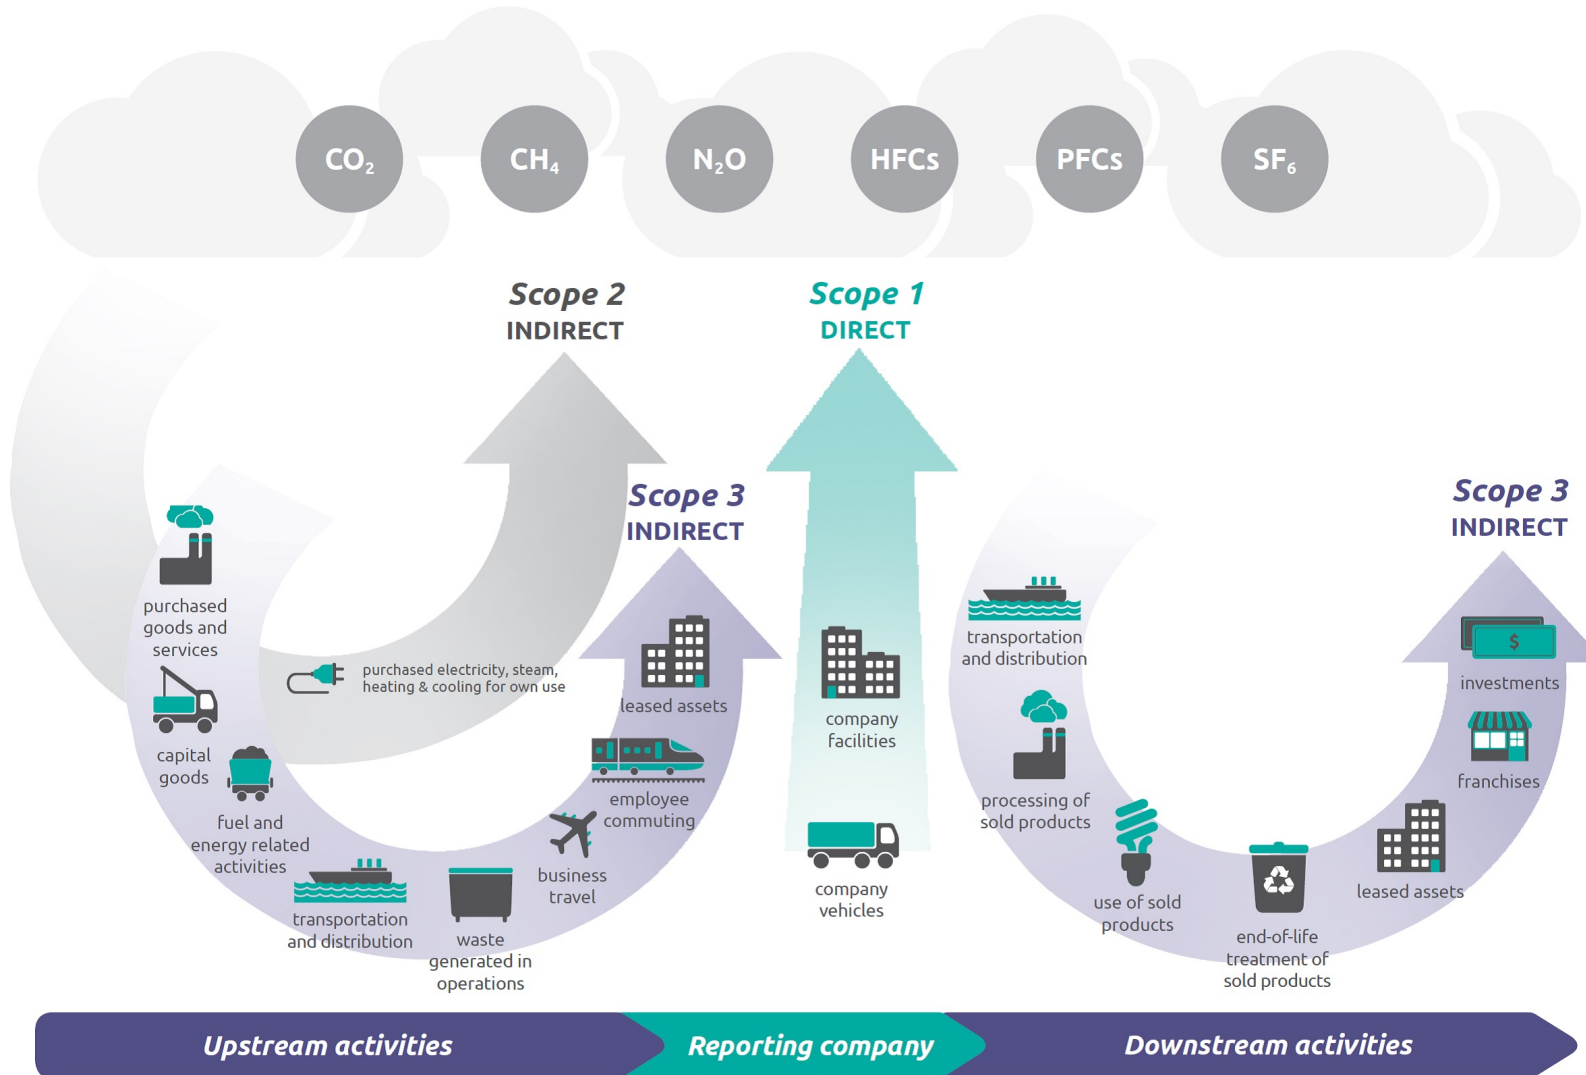 CO₂
CH₄
N₂O
HFCs
PFCs
SF₆
Scope 2
INDIRECT
Scope 1
DIRECT
Scope 3
INDIRECT
Scope 3
INDIRECT
purchased
goods and
services
capital
goods
fuel and
energy related
activities
transportation
and distribution
waste
generated in
operations
business
travel
employee
commuting
leased assets
purchased electricity, steam,
heating & cooling for own use
company
facilities
company
vehicles
transportation
and distribution
processing of
sold products
use of sold
products
end-of-life
treatment of
sold products
leased assets
franchises
$
investments
Upstream activities
Reporting company
Downstream activities